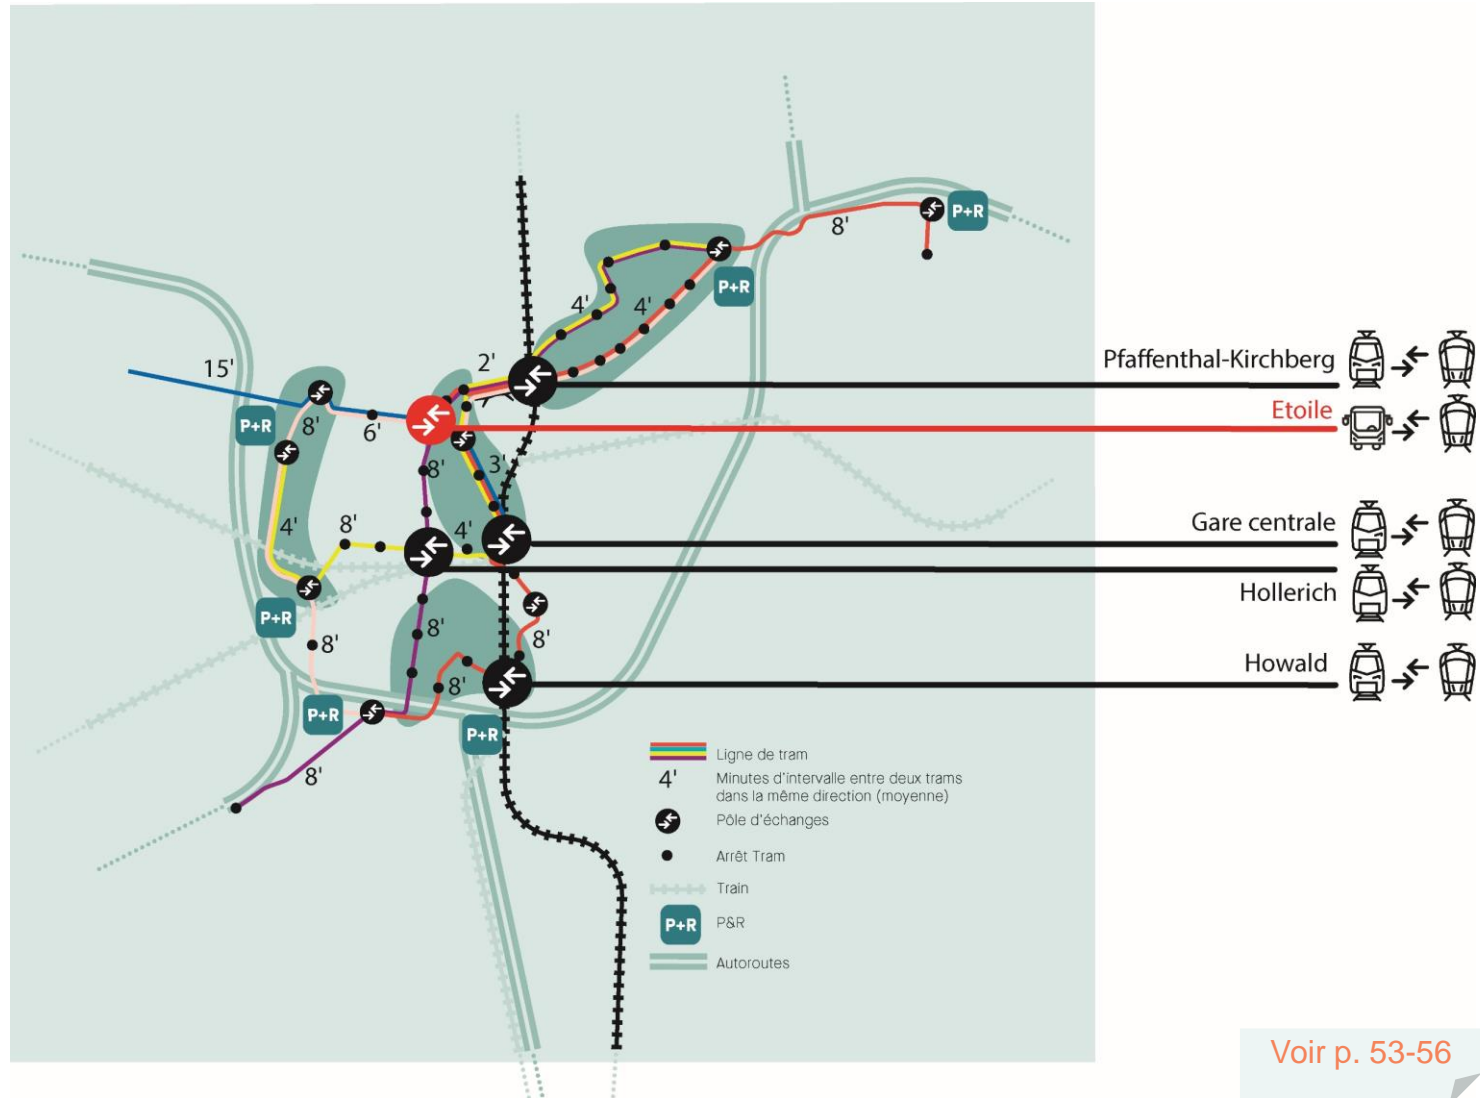 8'
P+R
P+R
4'
4'
2'
Pfaffenthal-Kirchberg
15'
P+R
8'
6'
Etoile
8'
3'
4'
8'
4'
Gare centrale
Hollerich
P+R
8'
8'
8'
Howald
8'
P+R
P+R
8'
Ligne de tram
4'
Minutes d'intervalle entre deux trams
dans la même direction (moyenne)
Pôle d'échanges
Arrêt Tram
Train
P+R
P&R
Autoroutes
Voir p. 53-56